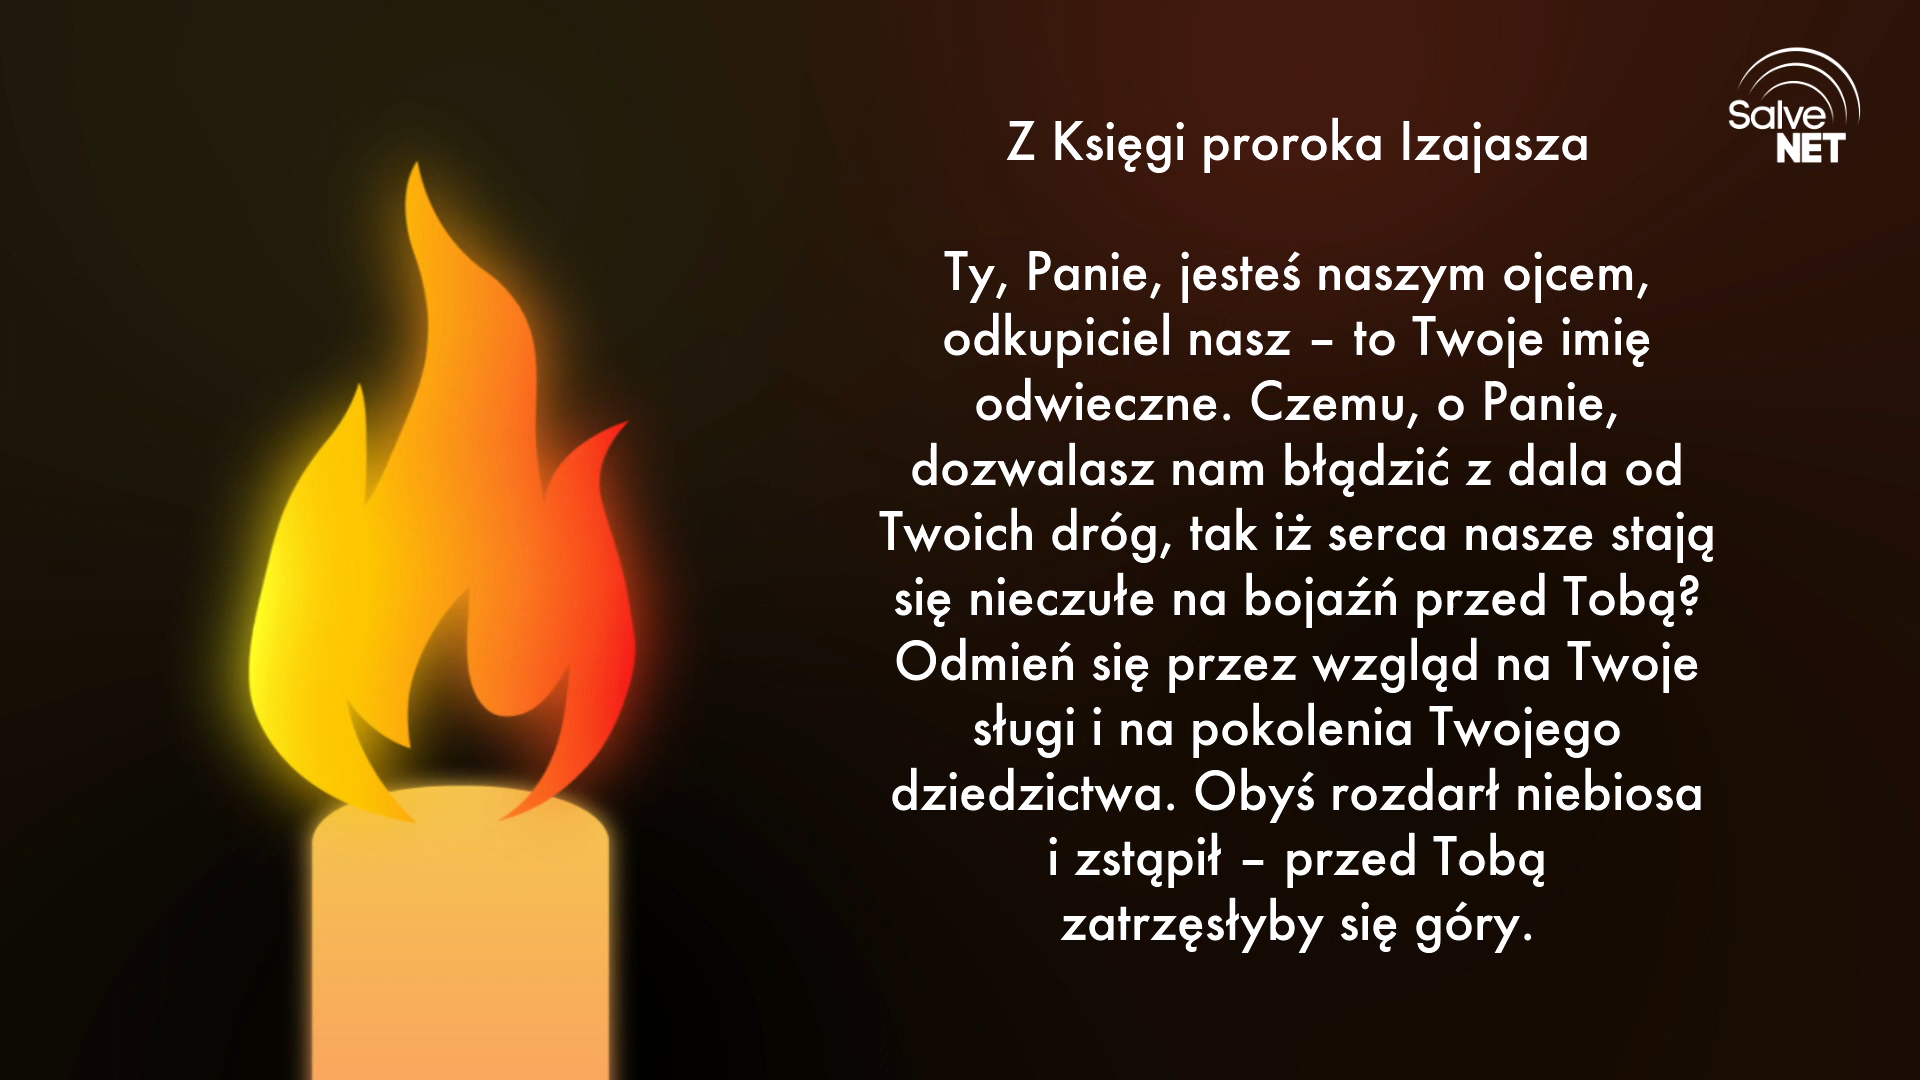 Salve
NET
Z Księgi proroka Izajasza
Ty, Panie, jesteś naszym ojcem,
odkupiciel nasz – to Twoje imię
odwieczne. Czemu, o Panie,
dozwalasz nam błądzić z dala od
Twoich dróg, tak iż serca nasze stają
się nieczułe na bojaźń przed Tobą?
Odmień się przez wzgląd na Twoje
sługi i na pokolenia Twojego
dziedzictwa. Obyś rozdarł niebiosa
i zstąpił – przed Tobą
zatrzęsłyby się góry.